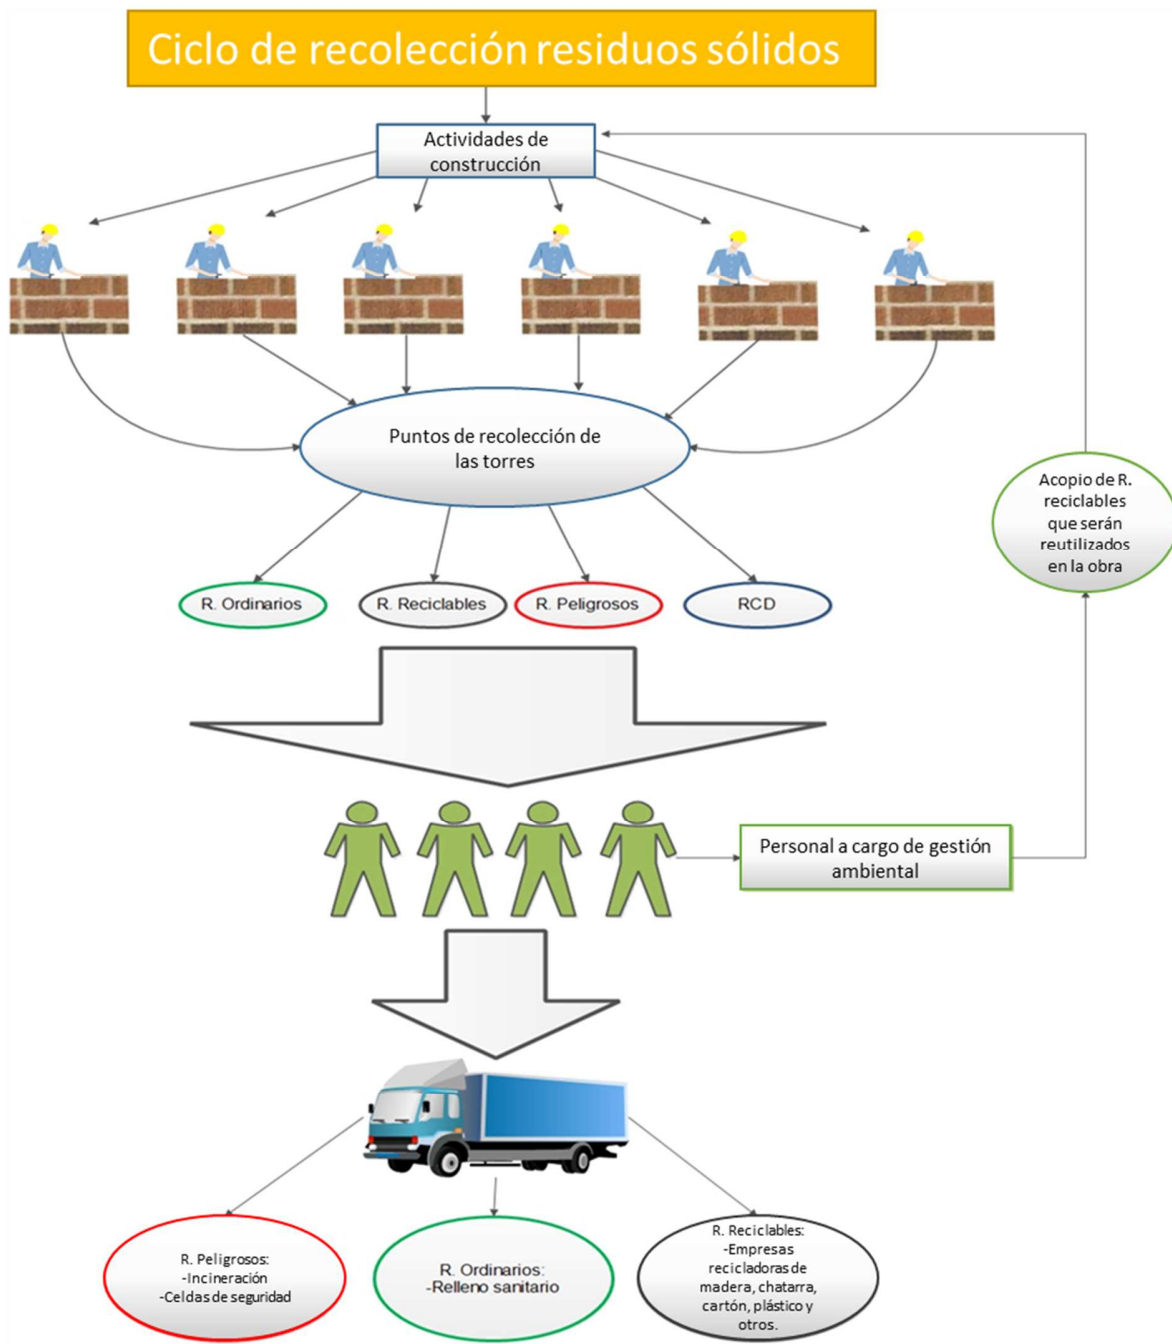 Ciclo de recolección residuos sólidos
Actividades de
construcción
Puntos de recolección de
las torres
Acopio de R.
reciclables
que serán
reutilizados
en la obra
R. Ordinarios
R. Reciclables
R. Peligrosos
RCD
Personal a cargo de gestión
ambiental
R. Peligrosos:
-Incineración
-Celdas de seguridad
R. Ordinarios:
-Relleno sanitario
R. Reciclables:
-Empresas
recicladoras de
madera, chatarra,
cartón, plástico y
otros.